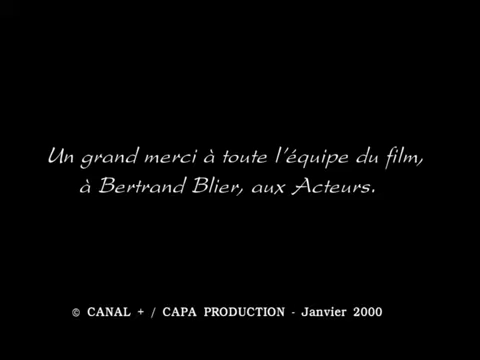 Un grand merci à toute l'équipe du film,
à Bertrand Blier, aux Acteurs.
© CANAL + / CAPA PRODUCTION - Janvier 2000